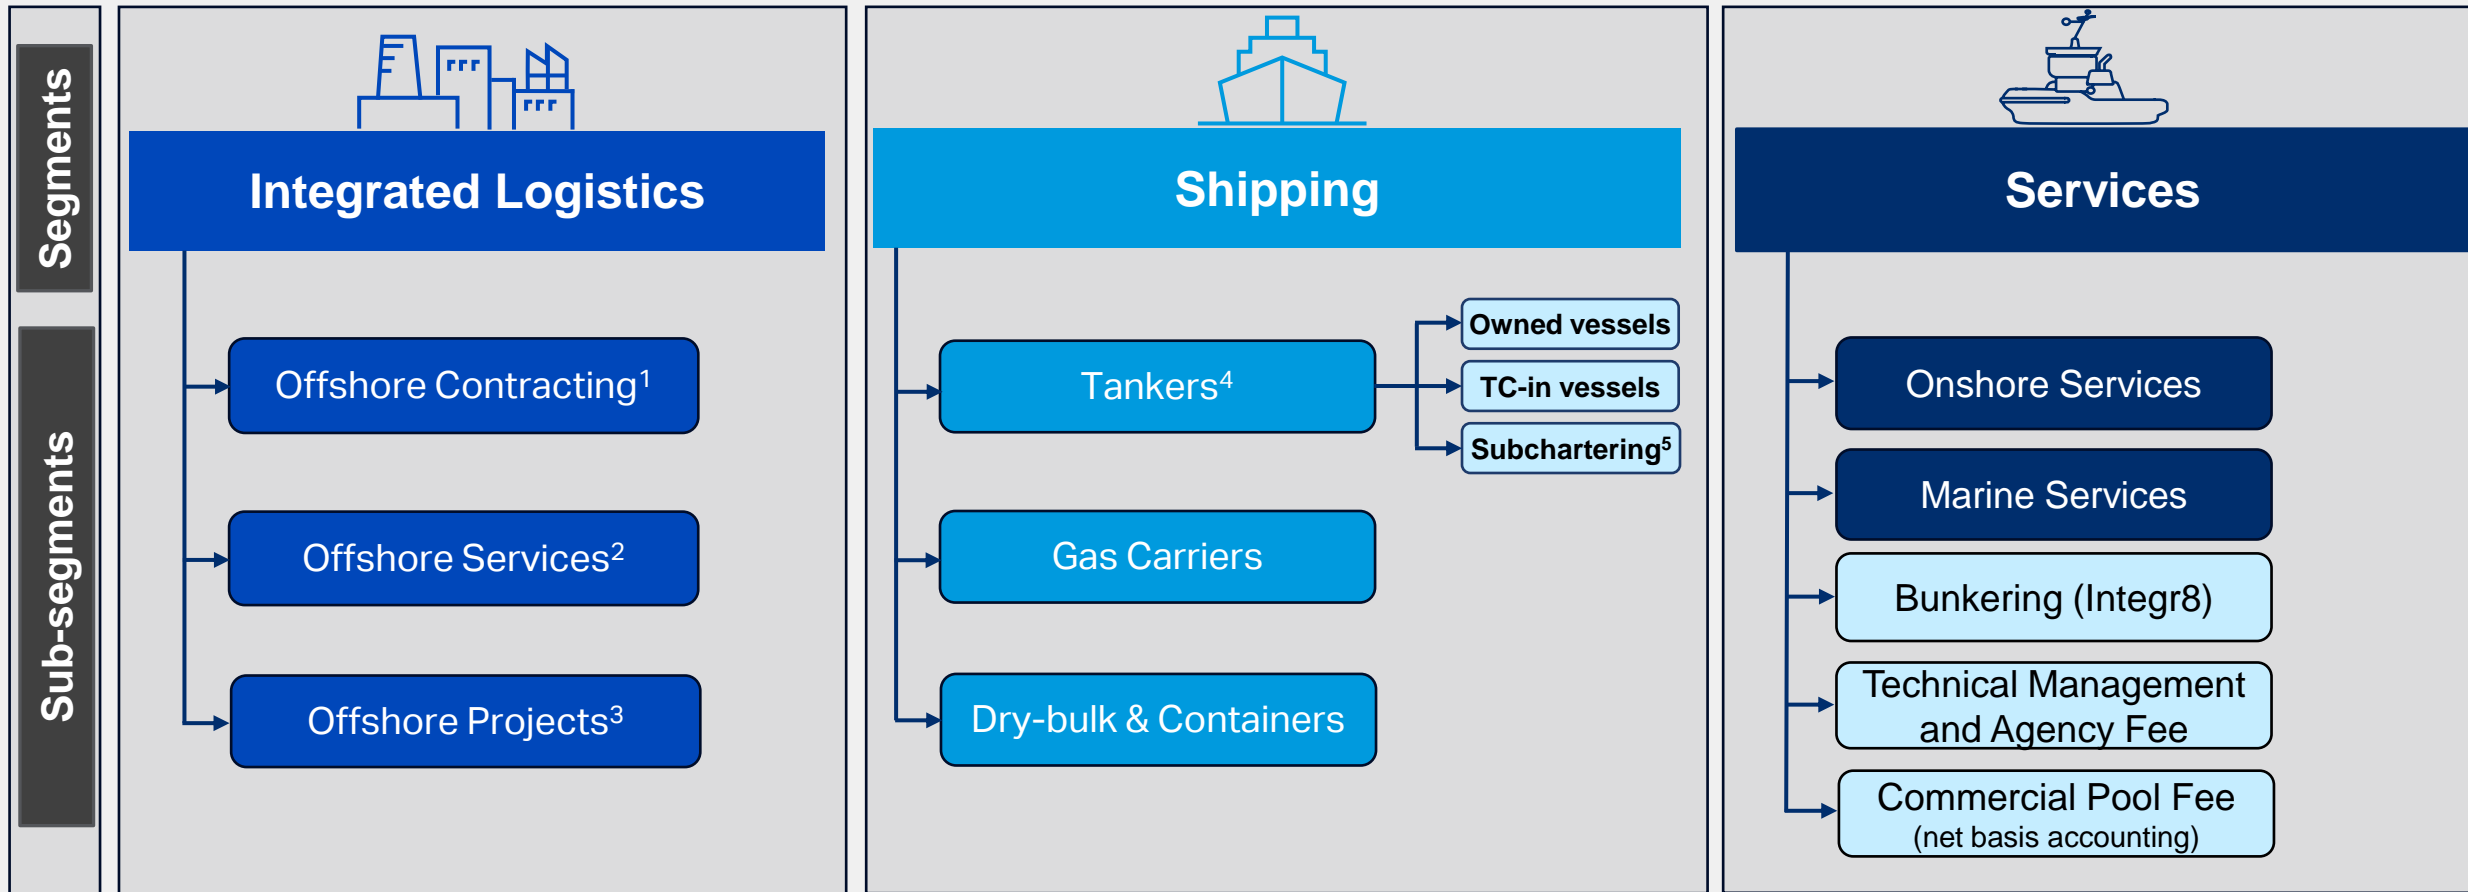 Segments
Sub-segments
Integrated Logistics
Offshore Contracting¹
Offshore Services²
Offshore Projects³
Shipping
Tankers⁴
Owned vessels
TC-in vessels
Subchartering⁵
Gas Carriers
Dry-bulk & Containers
Services
Onshore Services
Marine Services
Bunkering (Integr8)
Technical Management
and Agency Fee
Commercial Pool Fee
(net basis accounting)